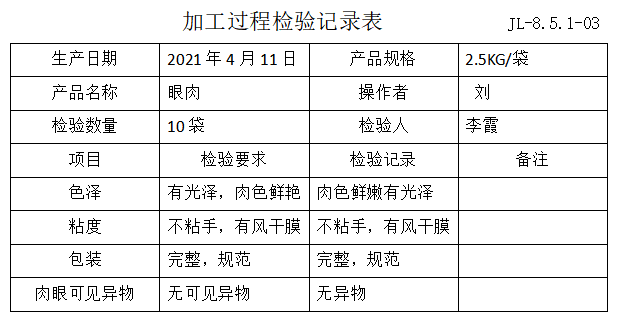 加工过程检验记录表 JL-8.5.1-03
生产日期 2021 年 4 月 11 日 产品规格 2.5KG/袋
产品名称 眼肉 操作者 刘
检验数量 10 袋 检验人 李霞
项目 检验要求 检验记录 备注
色泽 有光泽，肉色鲜艳 肉色鲜嫩有光泽
粘度 不粘手，有风干膜 不粘手，有风干膜
包装 完整，规范 完整，规范
肉眼可见异物 无可见异物 无异物